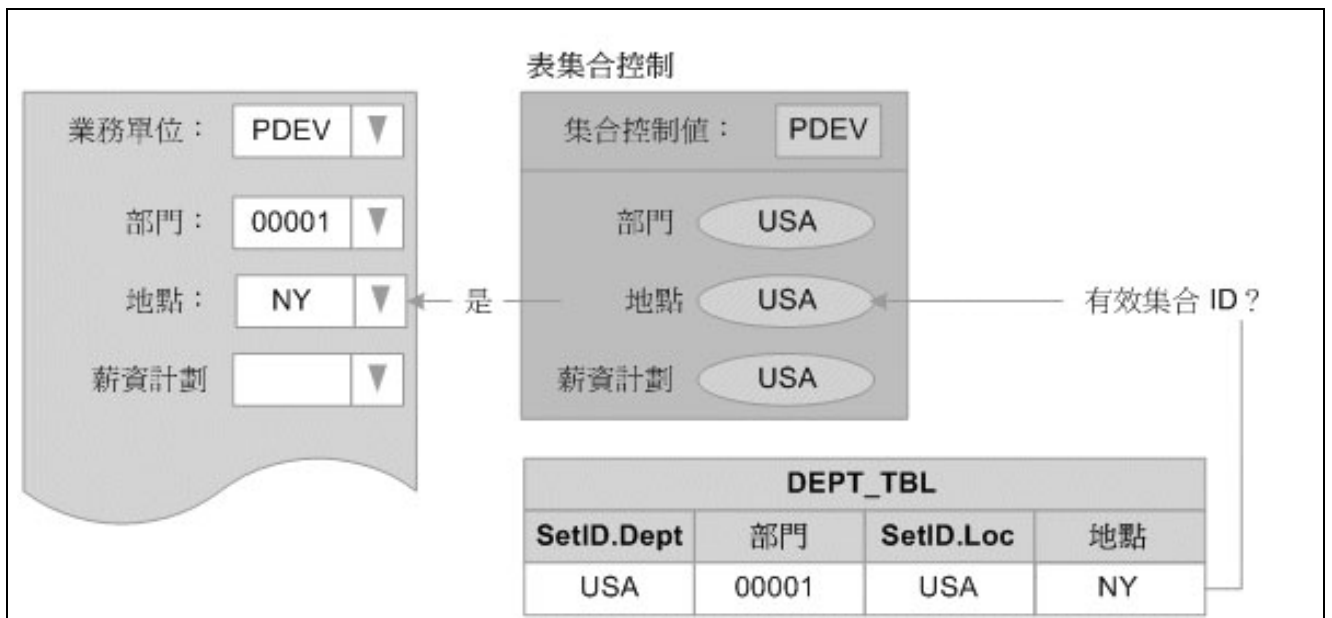 表集合控制
業務單位： PDEV
部門： 00001
地點： NY
薪資計劃
是
集合控制值： PDEV
部門 USA
地點 USA
薪資計劃 USA
有效集合 ID？
DEPT_TBL
SetID.Dept 部門 SetID.Loc 地點
USA 00001 USA NY